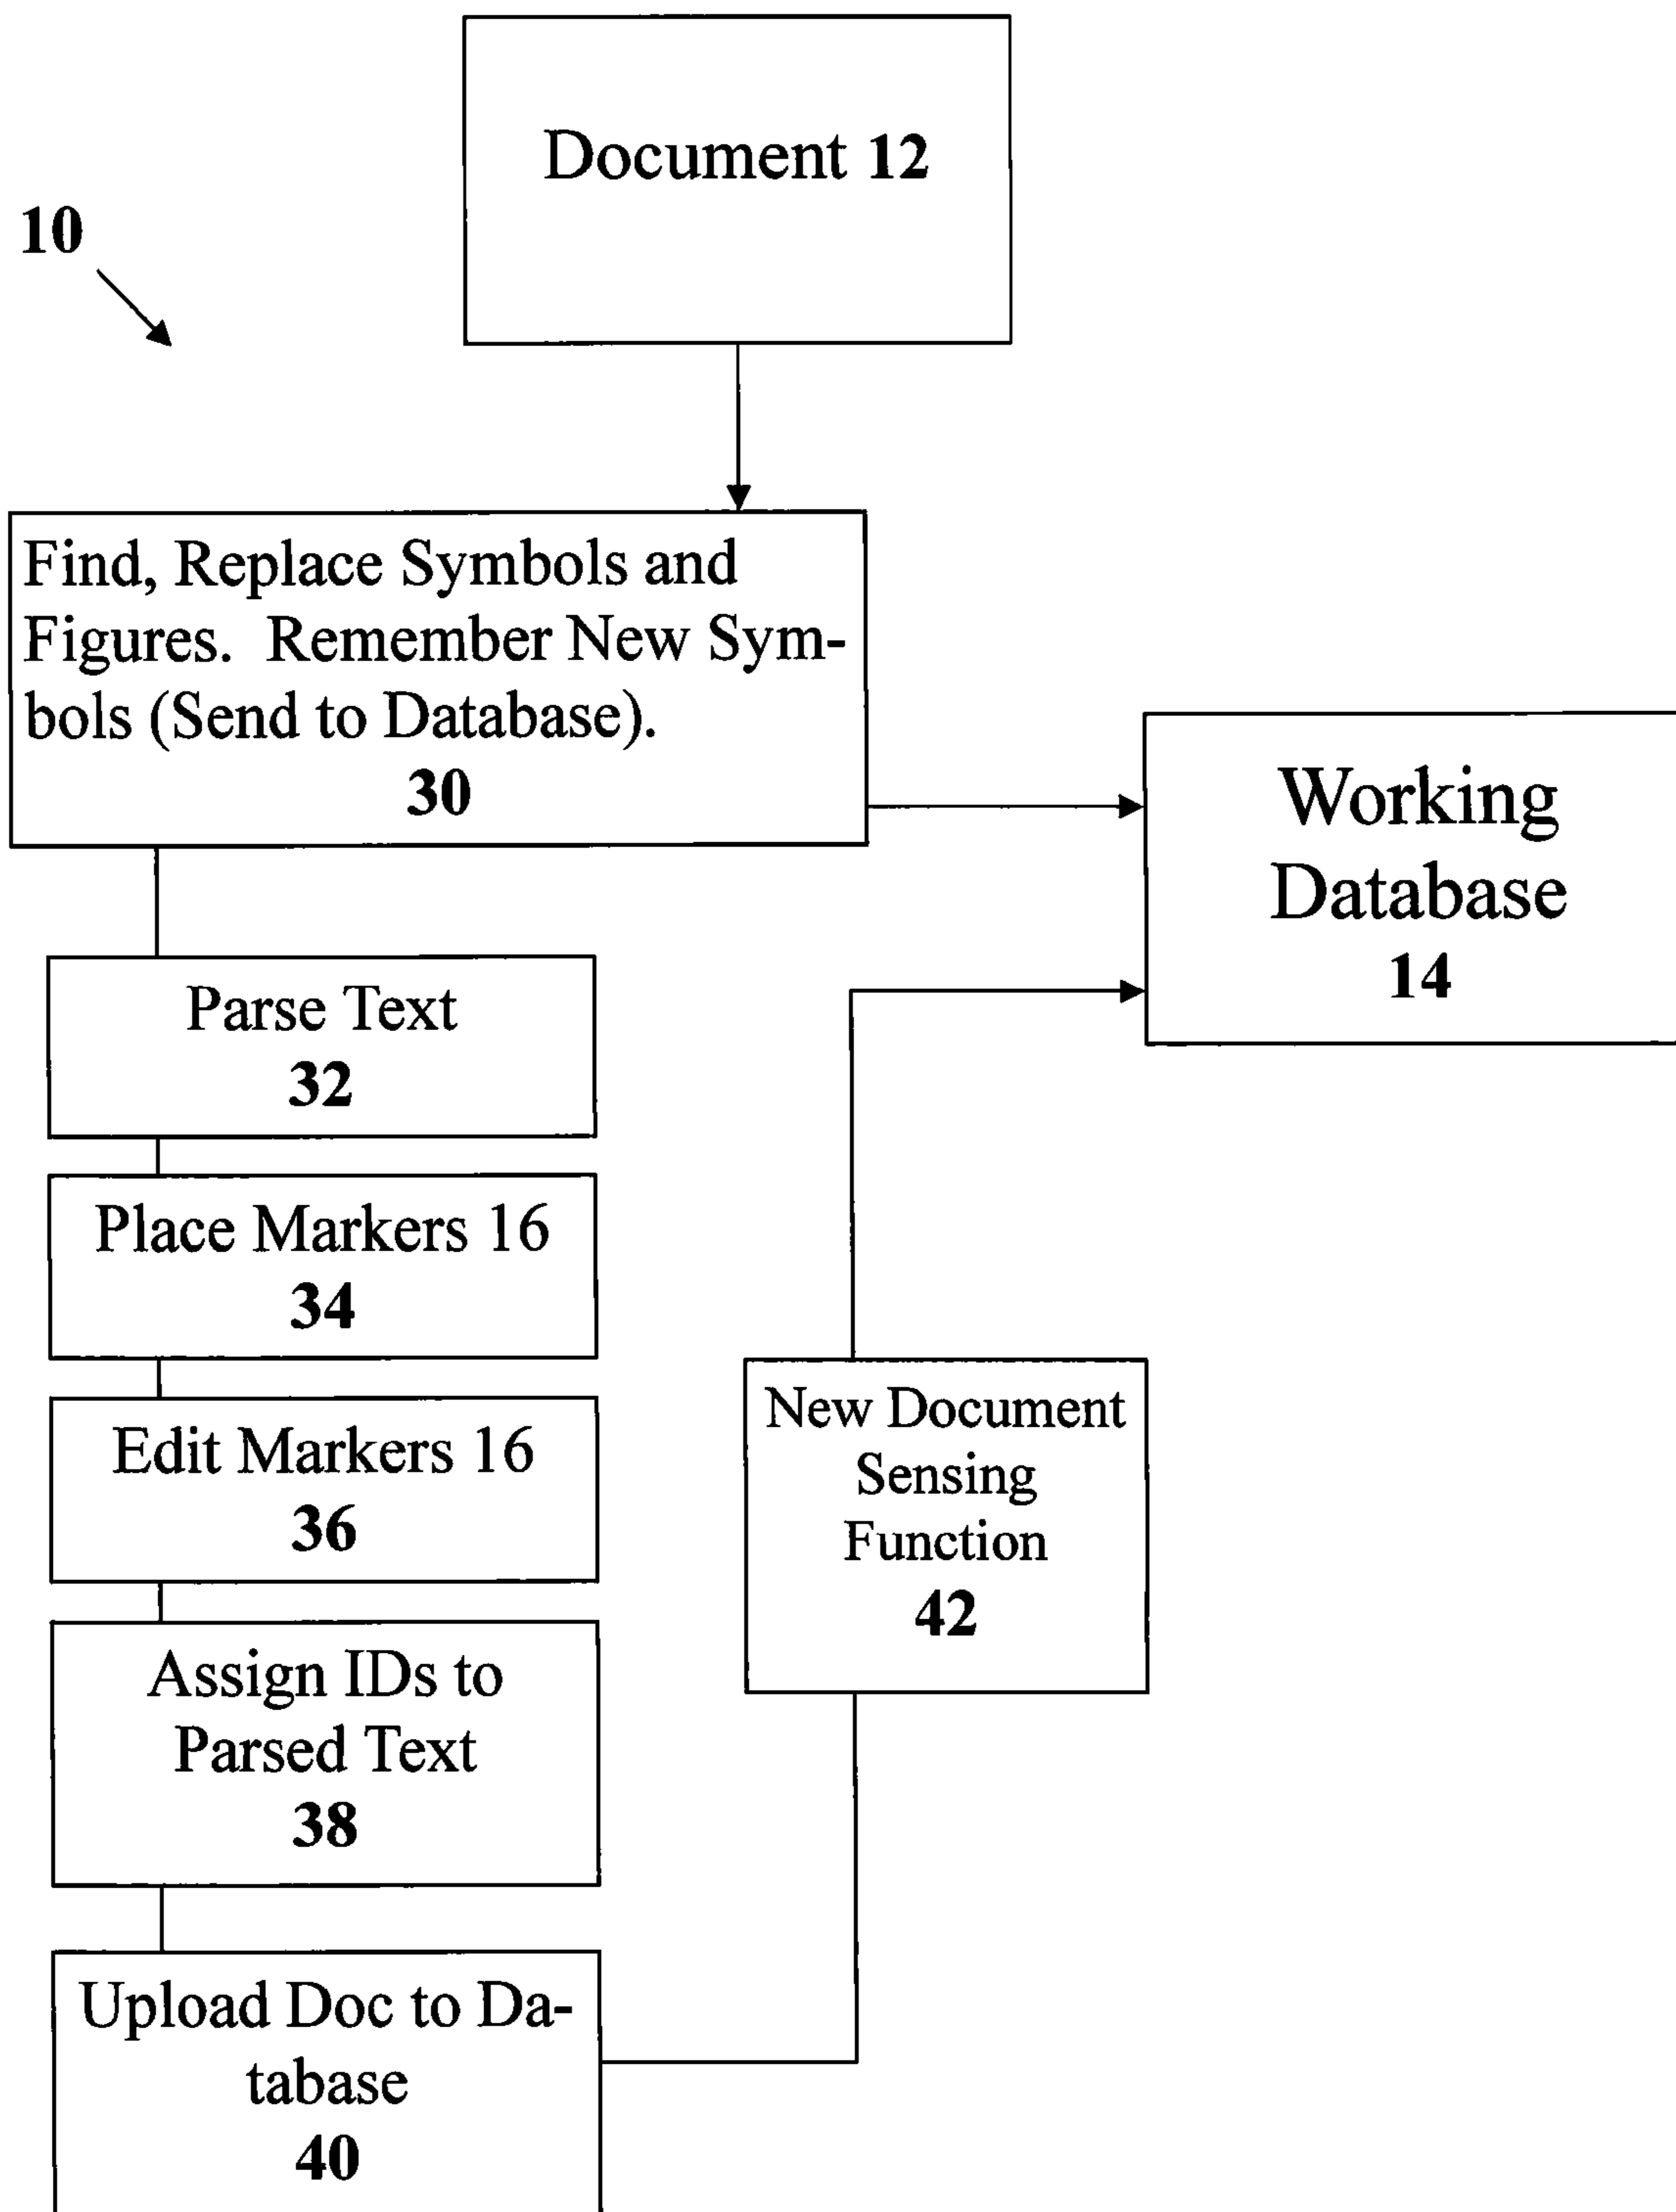 Document 12
10
Find, Replace Symbols and
Figures. Remember New Sym-
bols (Send to Database).
30
Working
Database
14
Parse Text
32
Place Markers 16
34
Edit Markers 16
36
New Document
Sensing
Function
42
Assign IDs to
Parsed Text
38
Upload Doc to Da-
tabase
40